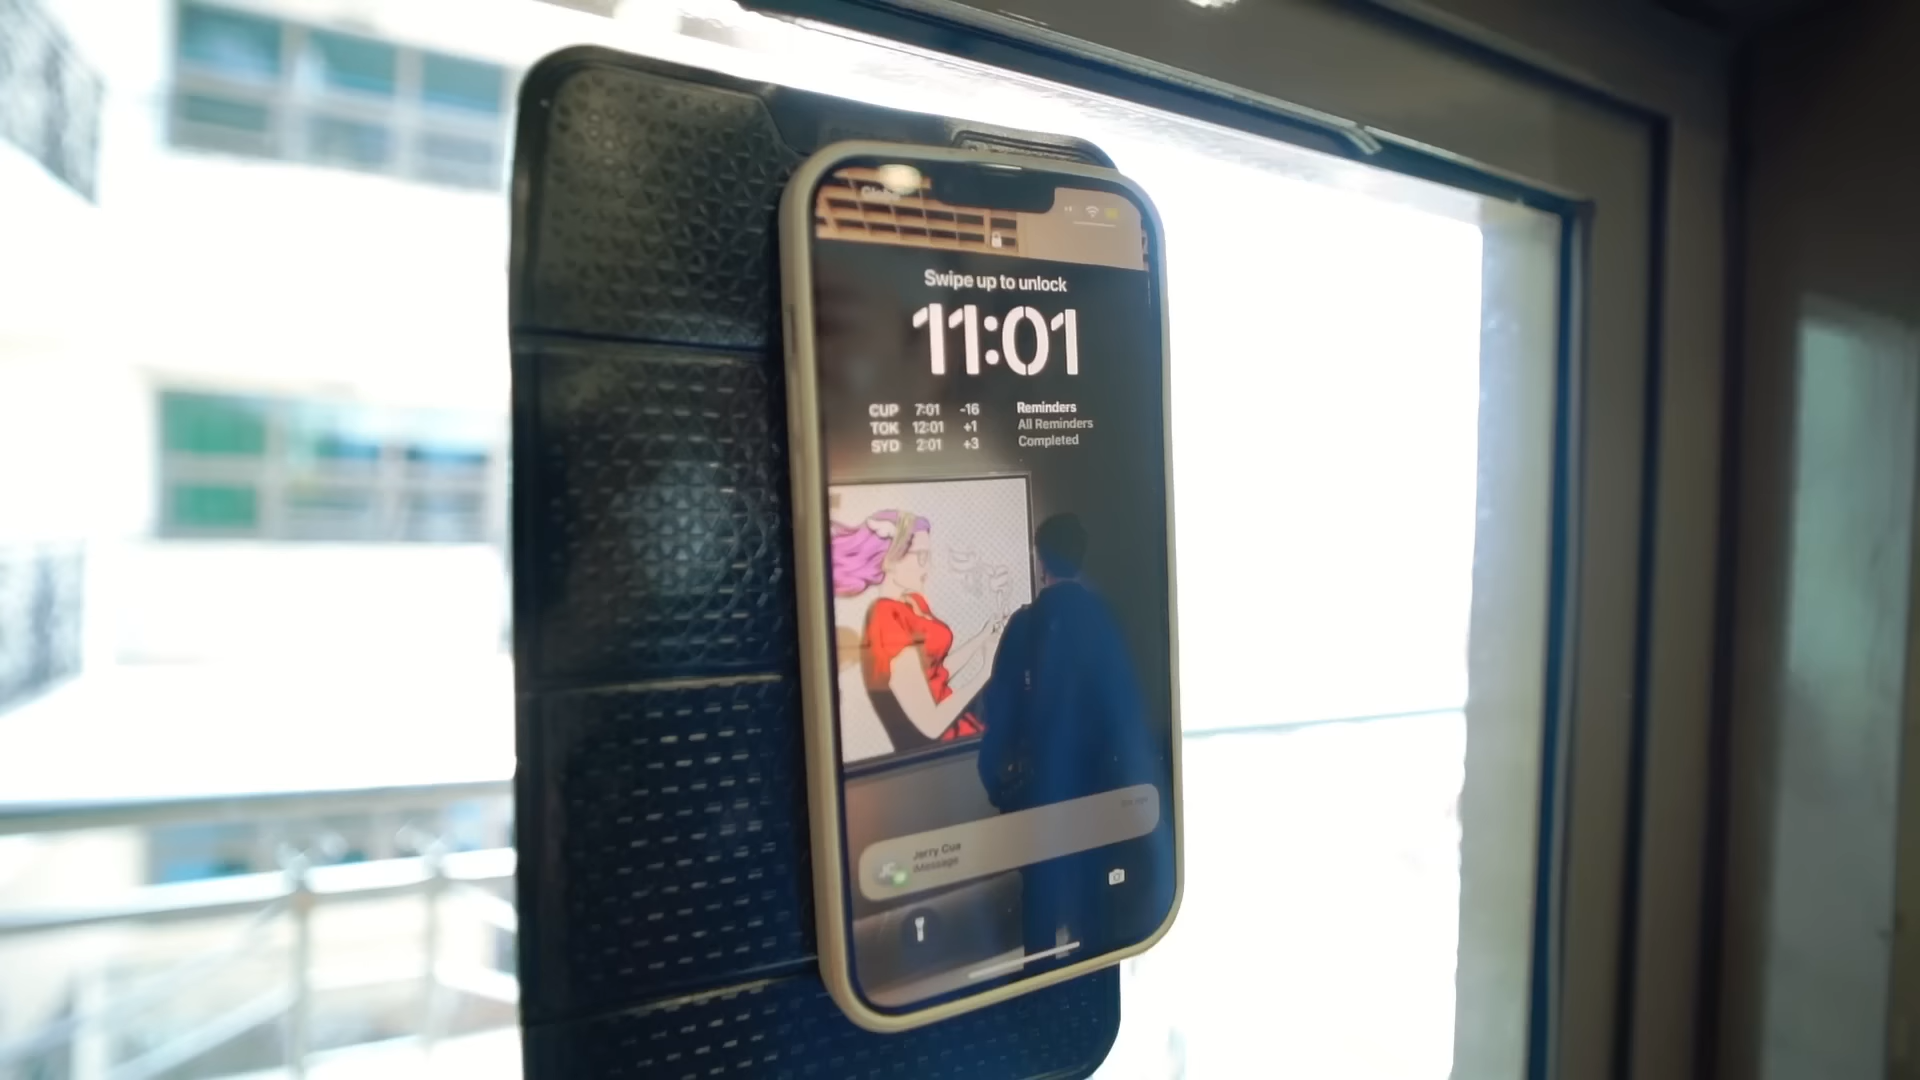 Swipe up to unlock
11:01
CUP 7:01 -16
TOK 12:01 +1
SYD 2:01 +3
Reminders
All Reminders
Completed
Jerry Cua
iMessage